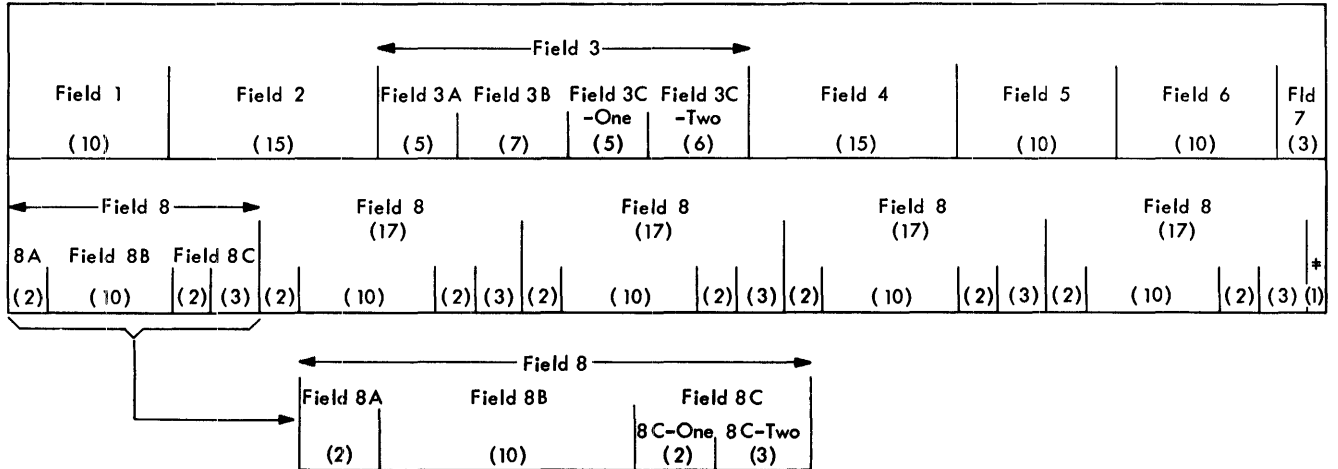 Field 3
Field 1 Field 2 Field 3A Field 3B Field 3C Field 3C Field 4 Field 5 Field 6 Fld
-One -Two 7
(10) (15) (5) (7) (5) (6) (15) (10) (10) (3)
Field 8 Field 8 Field 8 Field 8 Field 8
(17) (17) (17) (17)
8A Field 8B Field 8C
(2) (10) (2) (3) (2) (10) (2) (3) (2) (10) (2) (3) (2) (10) (2) (3) (2) (10) (2) (3) (1)
Field 8
Field 8A Field 8B Field 8C
8C-One 8C-Two
(2) (10) (2) (3)